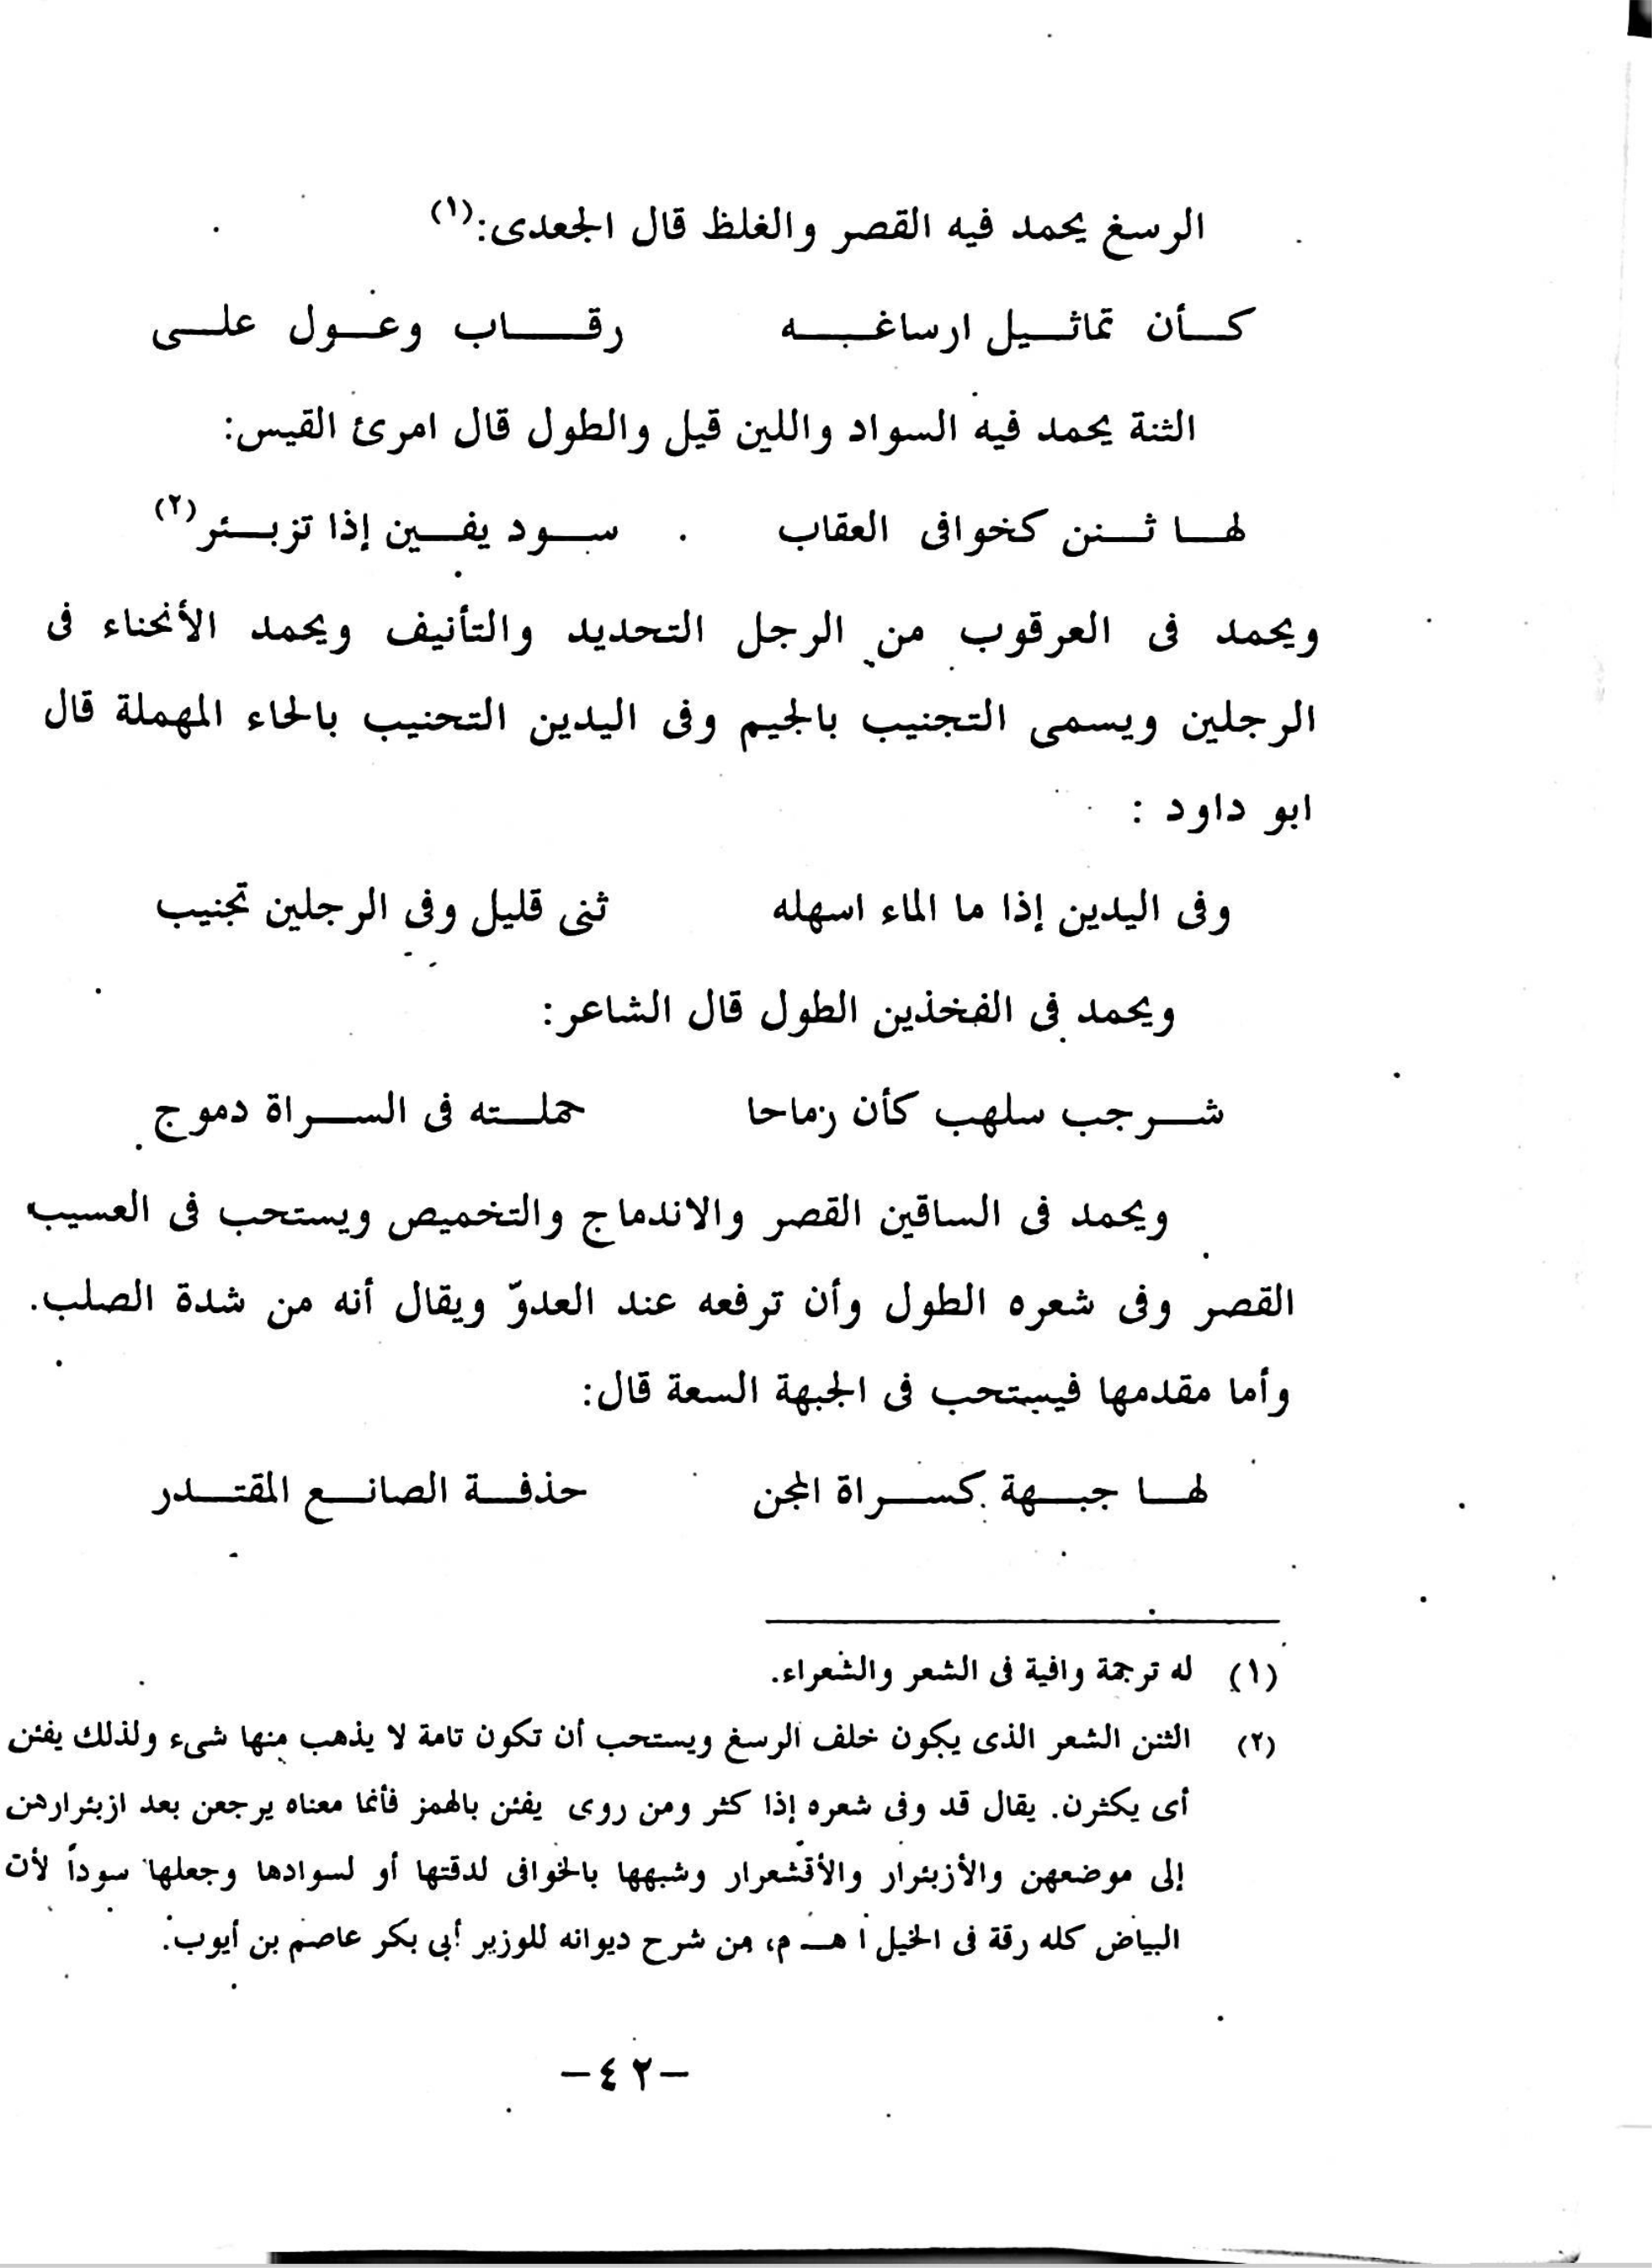 الرسغ يحمد فيه القصر والغلظ قال الجعدى:(١)
كأن تماثيل ارساغبه رقاب وعول على
الثنة يحمد فيه السواد واللين قيل والطول قال امرئ القيس:
لها ثنن كخوافى العقاب سود يفين إذا تزبئر(٢)
ويحمد فى العرقوب من الرجل التحديد والتأنيف ويحمد الأنحناء فى
الرجلين ويسمى التجنيب بالجيم وفى اليدين التحنيب بالحاء المهملة قال
ابو داود :
وفى اليدين إذا ما الماء اسهله ثنى قليل وفى الرجلين تجنيب
ويحمد فى الفخذين الطول قال الشاعر:
شرجب سلهب كأن رماحا حملته فى السراة دموج
ويحمد فى الساقين القصر والاندماج والتخميص ويستحب فى العسيب
القصر وفى شعره الطول وأن ترفعه عند العدوّ ويقال أنه من شدة الصلب.
وأما مقدمها فيستحب فى الجبهة السعة قال:
لها جبهة كسراة المجن حذفة الصانع المقتدر
(١) له ترجمة وافية فى الشعر والشعراء.
(٢) الثنن الشعر الذى يكون خلف الرسغ ويستحب أن تكون تامة لا يذهب منها شىء ولذلك يفئن
أى يكثرن. يقال قد وفى شعره إذا كثر ومن روى يفئن بالهمز فأنما معناه يرجعن بعد ازبئرارهن
إلى موضعهن والأزبئرار والأقشعرار وشبهها بالخوافى لدقتها أو لسوادها وجعلها سوداً لأن
البياض كله رقة فى الخيل ا هـ م، من شرح ديوانه للوزير أبى بكر عاصم بن أيوب.
-٤٢-